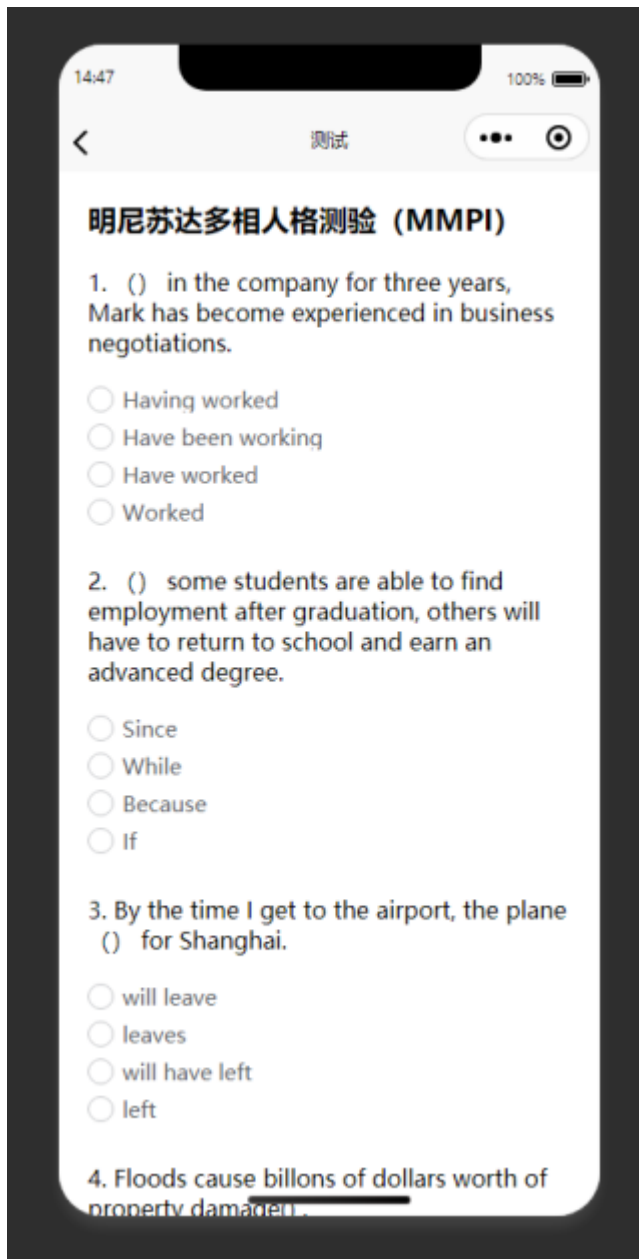 14:47
100%
测试
明尼苏达多相人格测验（MMPI）
1. （） in the company for three years,
Mark has become experienced in business
negotiations.
Having worked
Have been working
Have worked
Worked
2. （） some students are able to find
employment after graduation, others will
have to return to school and earn an
advanced degree.
Since
While
Because
If
3. By the time I get to the airport, the plane
（） for Shanghai.
will leave
leaves
will have left
left
4. Floods cause billons of dollars worth of
property damage() .